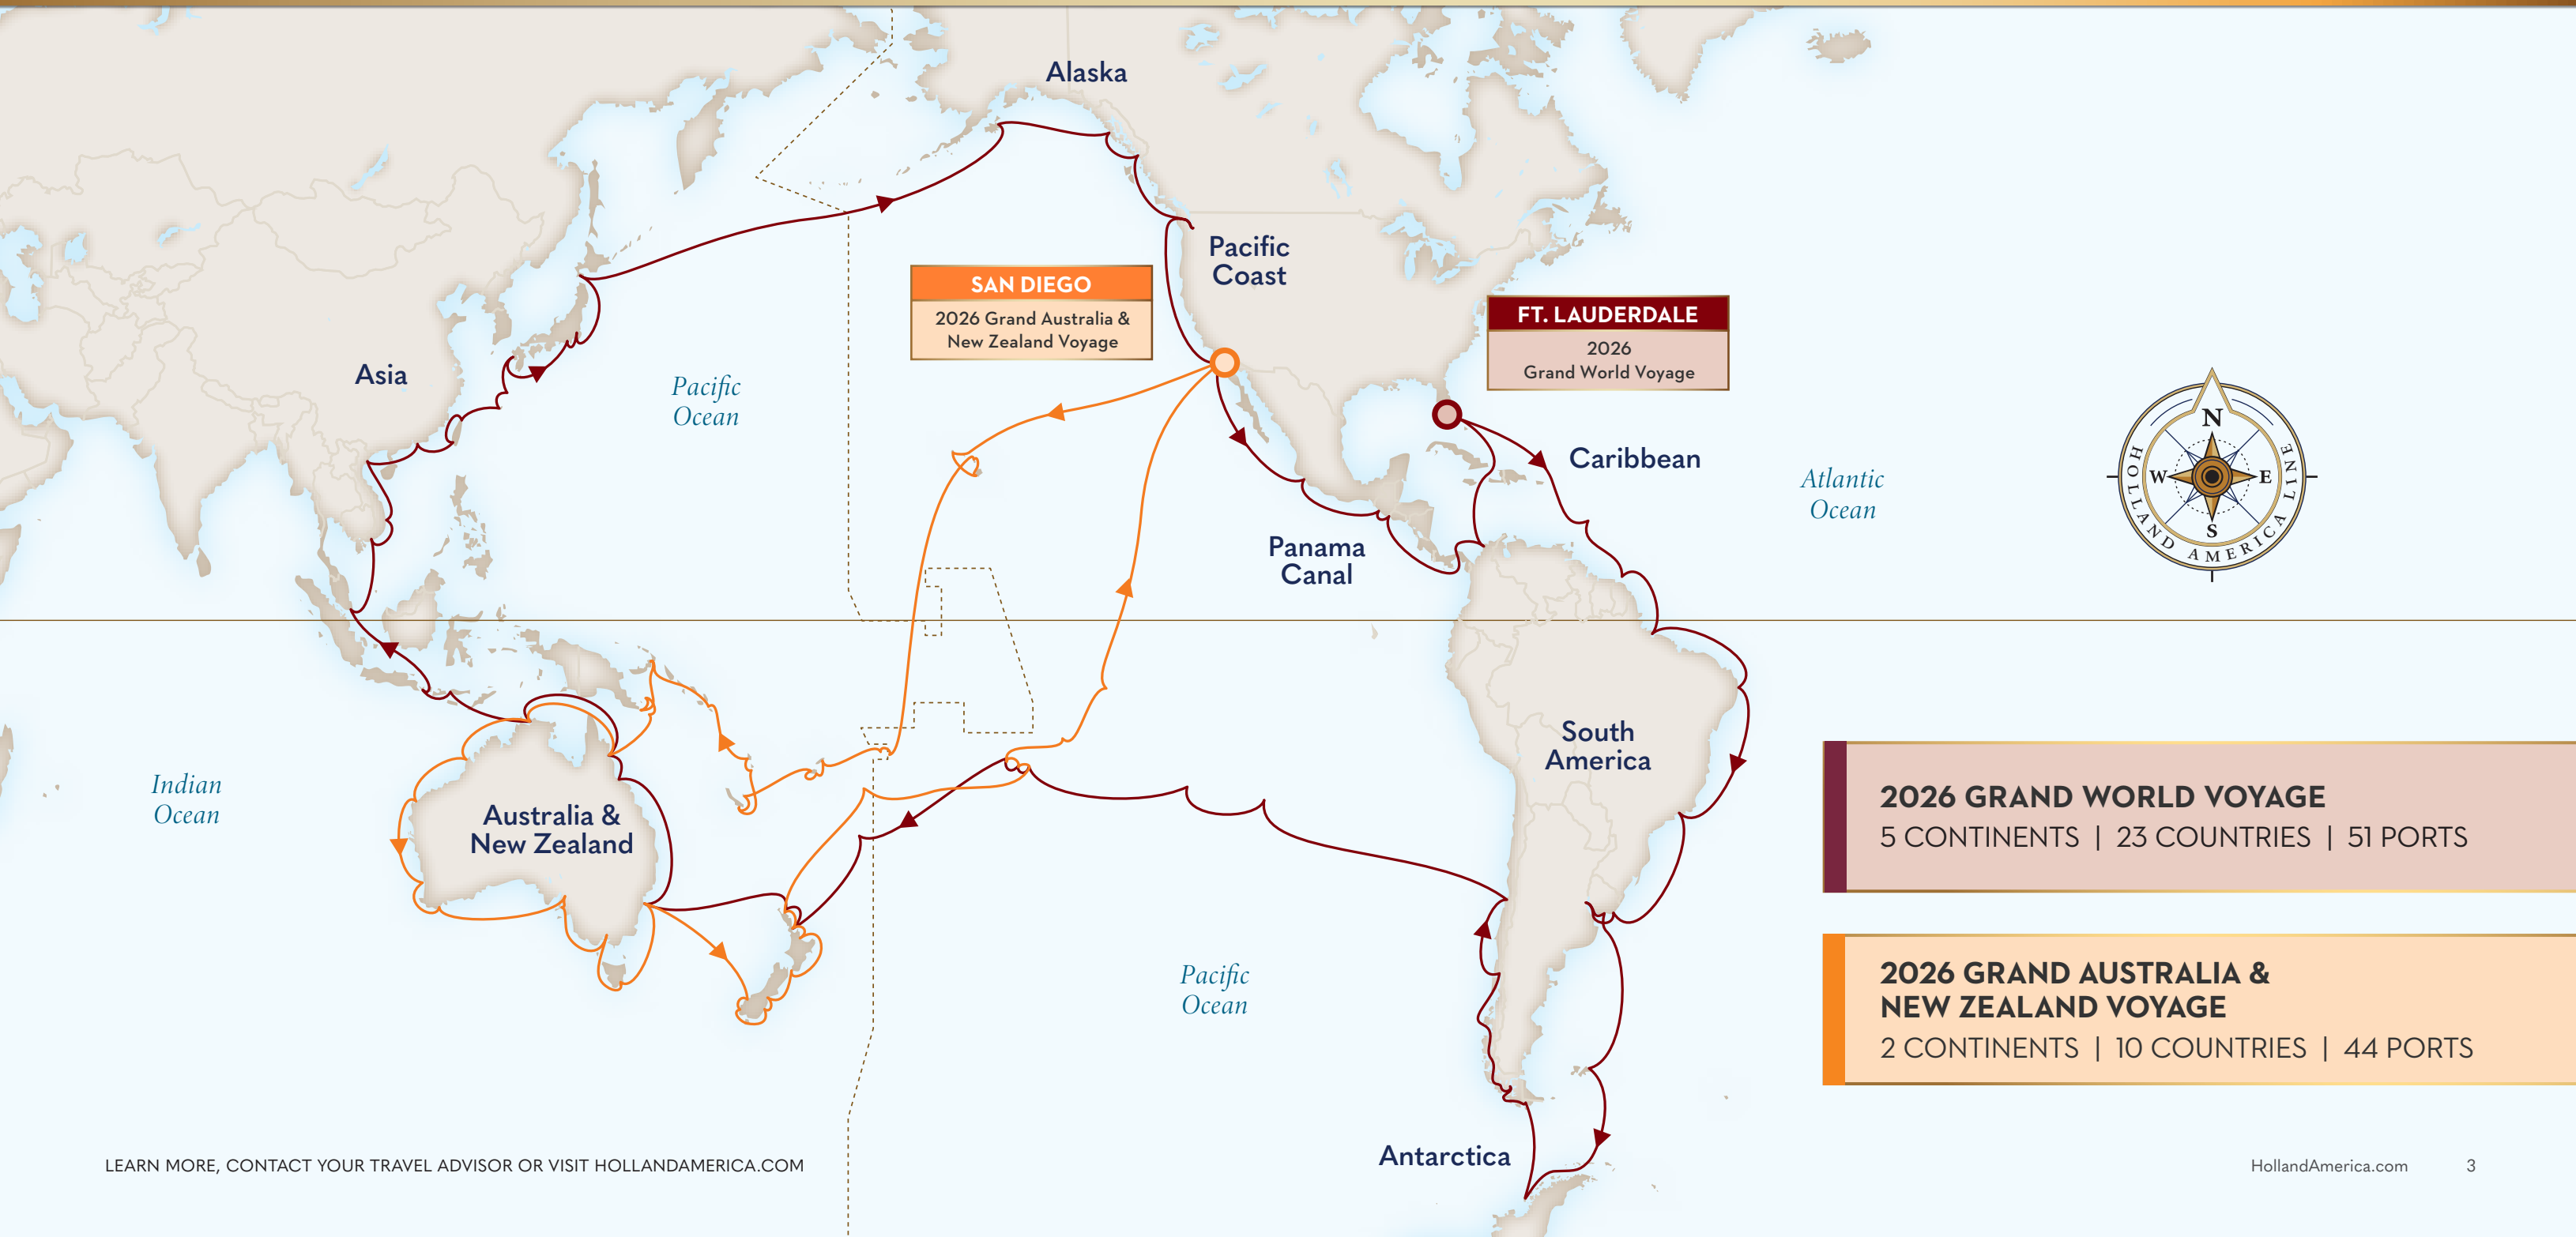 Alaska
Pacific
Coast
SAN DIEGO
2026 Grand Australia &
New Zealand Voyage
FT. LAUDERDALE
2026
Grand World Voyage
Asia
Pacific
Ocean
Caribbean
Atlantic
Ocean
N
W
E
S
HOLLAND AMERICA LINE
Panama
Canal
South
America
Indian
Ocean
Australia &
New Zealand
Pacific
Ocean
Antarctica
2026 GRAND WORLD VOYAGE
5 CONTINENTS | 23 COUNTRIES | 51 PORTS
2026 GRAND AUSTRALIA &
NEW ZEALAND VOYAGE
2 CONTINENTS | 10 COUNTRIES | 44 PORTS
LEARN MORE, CONTACT YOUR TRAVEL ADVISOR OR VISIT HOLLANDAMERICA.COM
HollandAmerica.com 3